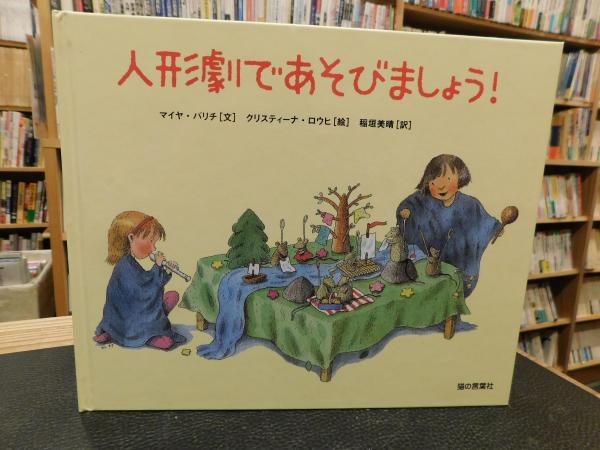 人形劇であそびましょう!
マイヤ・バリチ[文] クリスティーナ・ロウヒ[絵] 稲垣美晴[訳]
猫の言葉社